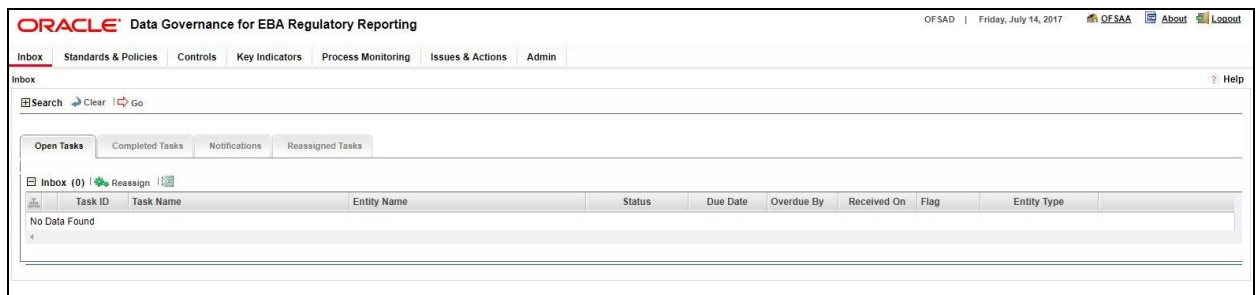 ORACLE® Data Governance for EBA Regulatory Reporting OFSAD | Friday, July 14, 2017 OFSAA About Logout
Inbox Standards & Policies Controls Key Indicators Process Monitoring Issues & Actions Admin
Inbox ? Help
Search Clear | Go
Open Tasks Completed Tasks Notifications Reassigned Tasks
Inbox (0) | Reassign |
Task ID Task Name Entity Name Status Due Date Overdue By Received On Flag Entity Type
No Data Found